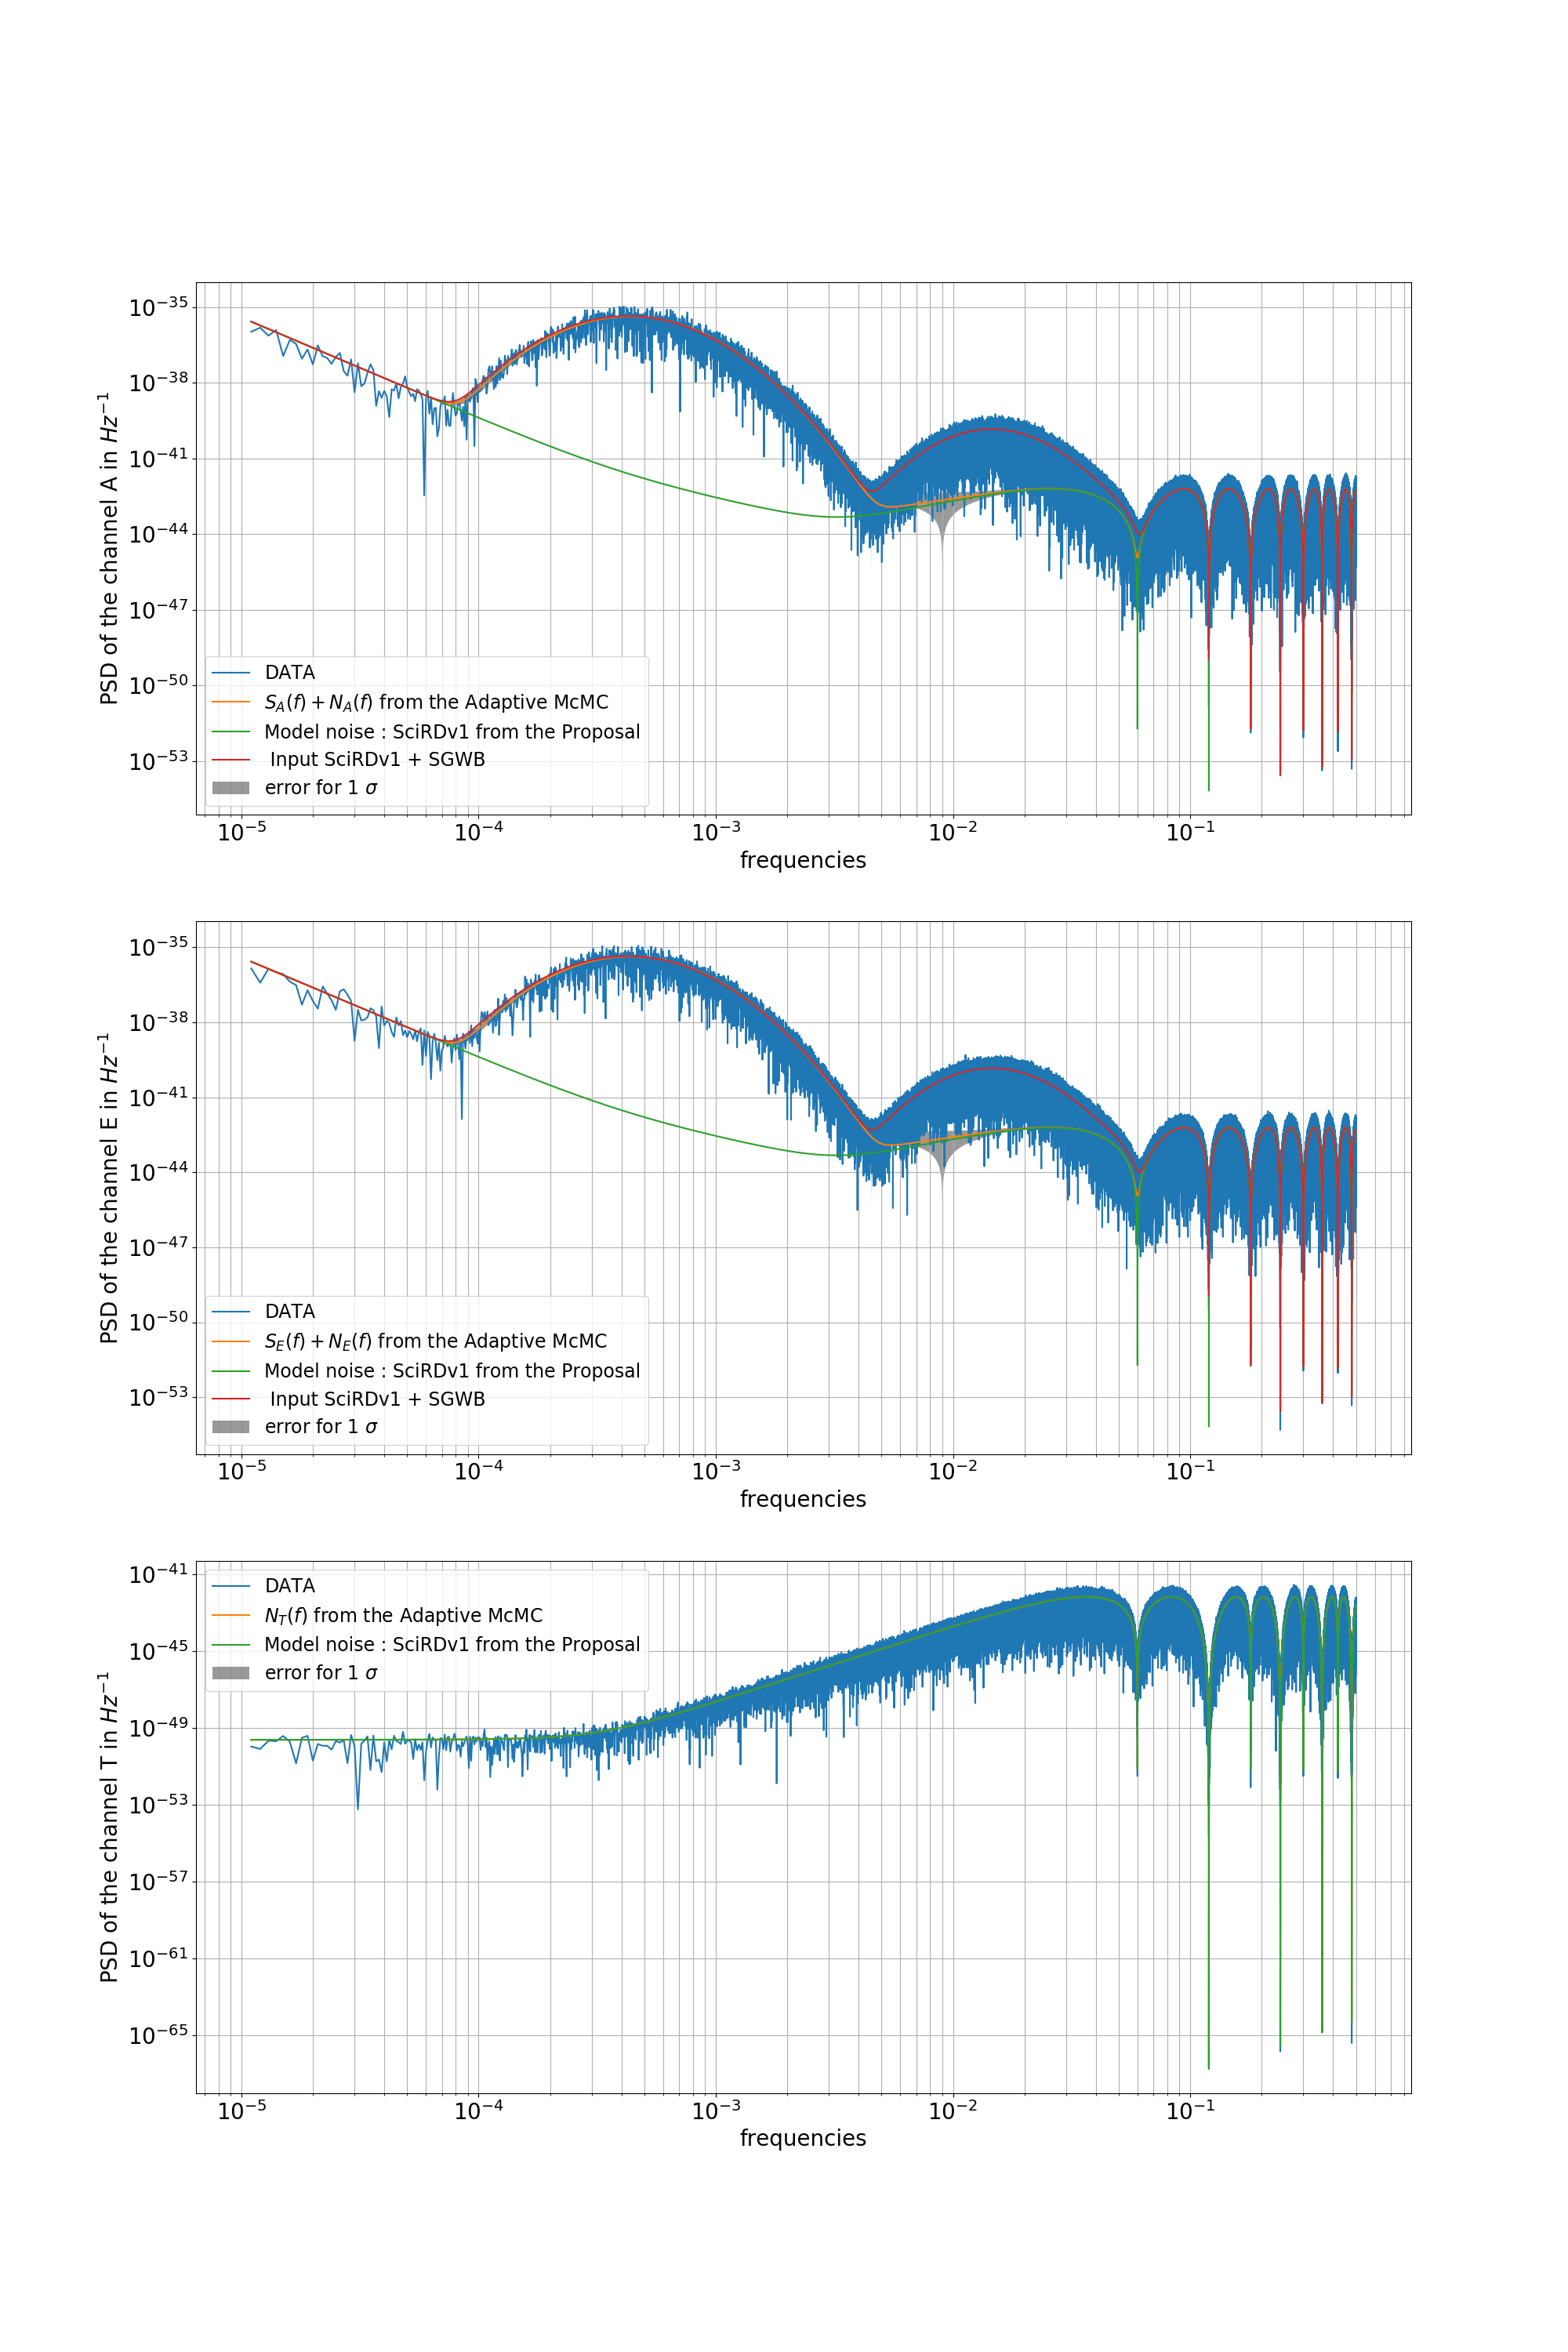 10⁻³⁵
10⁻³⁸
10⁻⁴¹
10⁻⁴⁴
10⁻⁴⁷
10⁻⁵⁰
10⁻⁵³
PSD of the channel A in Hz⁻¹
DATA
S_A(f) + N_A(f) from the Adaptive McMC
Model noise : SciRDv1 from the Proposal
Input SciRDv1 + SGWB
error for 1 σ
10⁻⁵ 10⁻⁴ 10⁻³ 10⁻² 10⁻¹
frequencies
10⁻³⁵
10⁻³⁸
10⁻⁴¹
10⁻⁴⁴
10⁻⁴⁷
10⁻⁵⁰
10⁻⁵³
PSD of the channel E in Hz⁻¹
DATA
S_E(f) + N_E(f) from the Adaptive McMC
Model noise : SciRDv1 from the Proposal
Input SciRDv1 + SGWB
error for 1 σ
10⁻⁵ 10⁻⁴ 10⁻³ 10⁻² 10⁻¹
frequencies
10⁻⁴¹
10⁻⁴⁵
10⁻⁴⁹
10⁻⁵³
10⁻⁵⁷
10⁻⁶¹
10⁻⁶⁵
PSD of the channel T in Hz⁻¹
DATA
N_T(f) from the Adaptive McMC
Model noise : SciRDv1 from the Proposal
error for 1 σ
10⁻⁵ 10⁻⁴ 10⁻³ 10⁻² 10⁻¹
frequencies